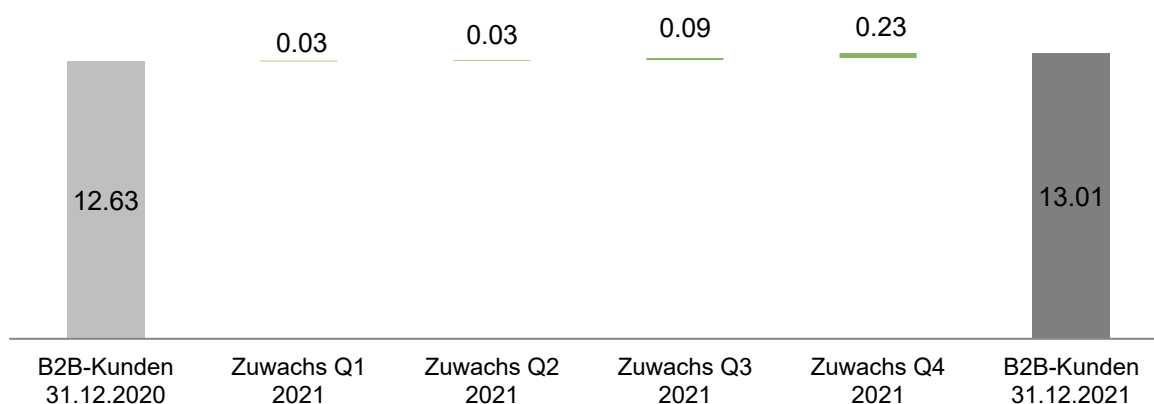 0.03
0.03
0.09
0.23
12.63
13.01
B2B-Kunden
31.12.2020
Zuwachs Q1
2021
Zuwachs Q2
2021
Zuwachs Q3
2021
Zuwachs Q4
2021
B2B-Kunden
31.12.2021